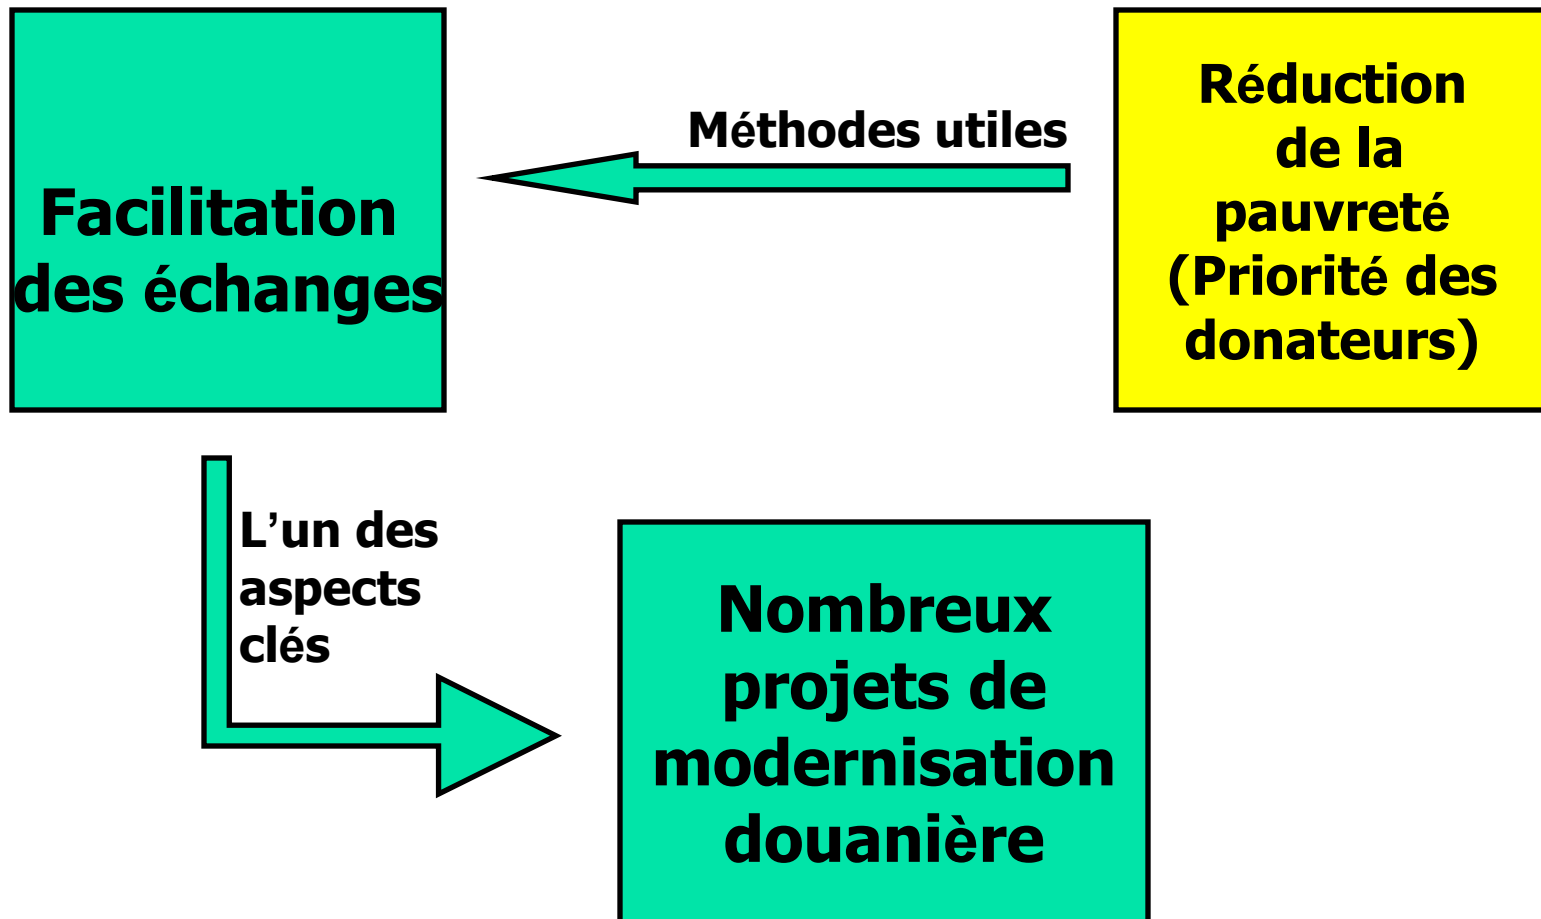 Facilitation
des échanges
Méthodes utiles
Réduction
de la
pauvreté
(Priorité des
donateurs)
L’un des
aspects
clés
Nombreux
projets de
modernisation
douanière